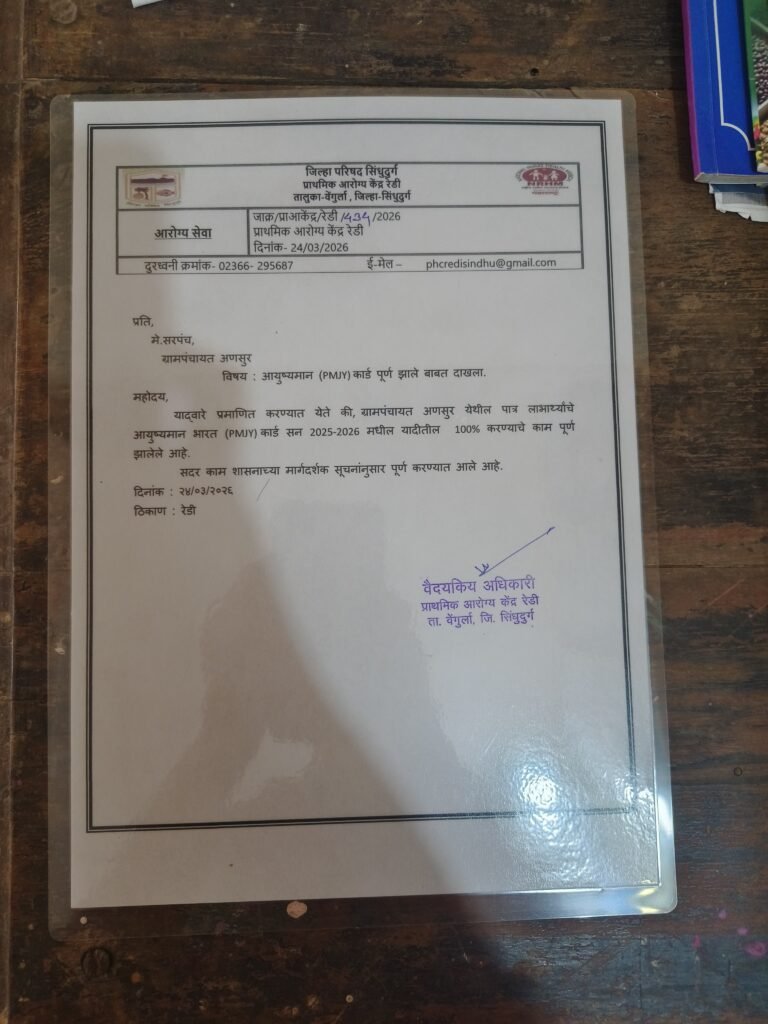 जिल्हा परिषद सिंधुदुर्ग
प्राथमिक आरोग्य केंद्र रेडी
तालुका-वेंगुर्ला , जिल्हा-सिंधुदुर्ग
NRHM
आरोग्य सेवा
जाक्र/प्राआकेंद्र/रेडी /434/2026
प्राथमिक आरोग्य केंद्र रेडी
दिनांक- 24/03/2026
दुरध्वनी क्रमांक- 02366- 295687 ई-मेल – phcredisindhu@gmail.com
प्रति,
मे.सरपंच,
ग्रामपंचायत अणसुर
विषय : आयुष्यमान (PMJY) कार्ड पूर्ण झाले बाबत दाखला.
महोदय,
याद्वारे प्रमाणित करण्यात येते की, ग्रामपंचायत अणसुर येथील पात्र लाभार्थ्यांचे
आयुष्यमान भारत (PMJY) कार्ड सन 2025-2026 मधील यादीतील 100% करण्याचे काम पूर्ण
झालेले आहे.
सदर काम शासनाच्या मार्गदर्शक सूचनांनुसार पूर्ण करण्यात आले आहे.
दिनांक : २४/०३/२०२६
ठिकाण : रेडी
वैदयकिय अधिकारी
प्राथमिक आरोग्य केंद्र रेडी
ता. वेंगुर्ला, जि. सिंधुदुर्ग